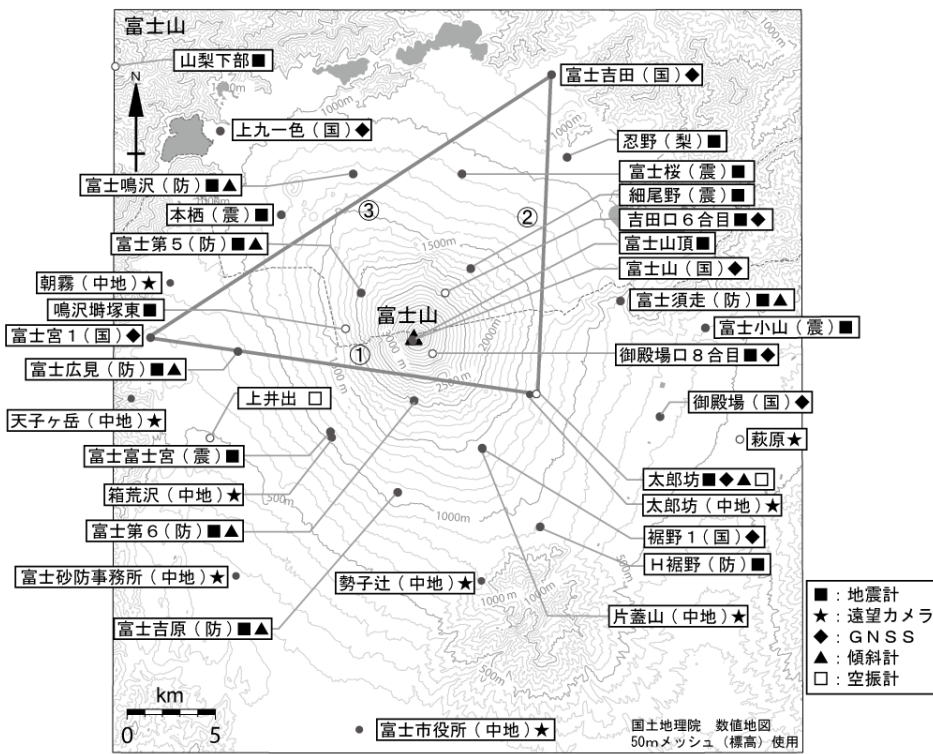 富士山
山梨下部■
N
富士吉田（国）◆
上九一色（国）◆
忍野（梨）■
富士鳴沢（防）■▲
富士桜（震）■
細尾野（震）■
本栖（震）■
③
②
吉田口６合目■◆
富士第５(防）■▲
富士山頂■
富士山（国）◆
朝霧（中地）★
富士須走（防）■▲
鳴沢塒塚東■
富士山
富士小山（震）■
富士宮１(国）◆
①
御殿場口８合目■◆
富士広見（防）■▲
天子ヶ岳（中地）★
上井出 □
御殿場（国）◆
萩原★
富士富士宮（震）■
太郎坊■◆▲□
箱荒沢（中地）★
太郎坊（中地）★
富士第６（防）■▲
裾野１(国）◆
Ｈ裾野（防）■
富士砂防事務所（中地）★
勢子辻（中地）★
片蓋山（中地）★
富士吉原（防）■▲
■：地震計
★：遠望カメラ
◆：ＧＮＳＳ
▲：傾斜計
□：空振計
1000m
1000m
1000m
1500m
2000m
2500m
1000m
500m
1000m
1000m
500m
km
0 5
富士市役所（中地）★
国土地理院 数値地図
50mメッシュ（標高）使用